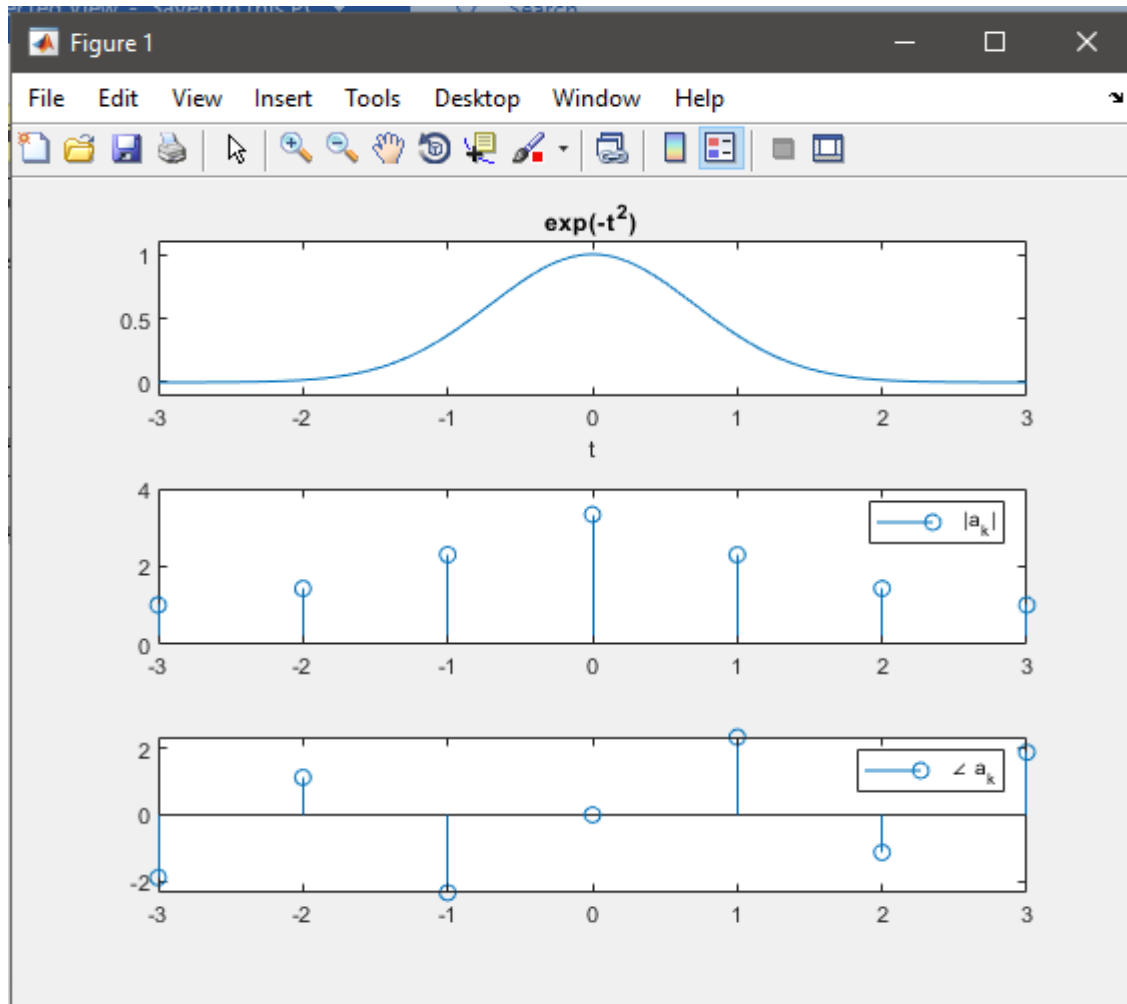 Figure 1
File Edit View Insert Tools Desktop Window Help
exp(-t²)
1
0.5
0
-3 -2 -1 0 1 2 3
t
4
|aₖ|
2
0
-3 -2 -1 0 1 2 3
2
∠ aₖ
0
-2
-3 -2 -1 0 1 2 3